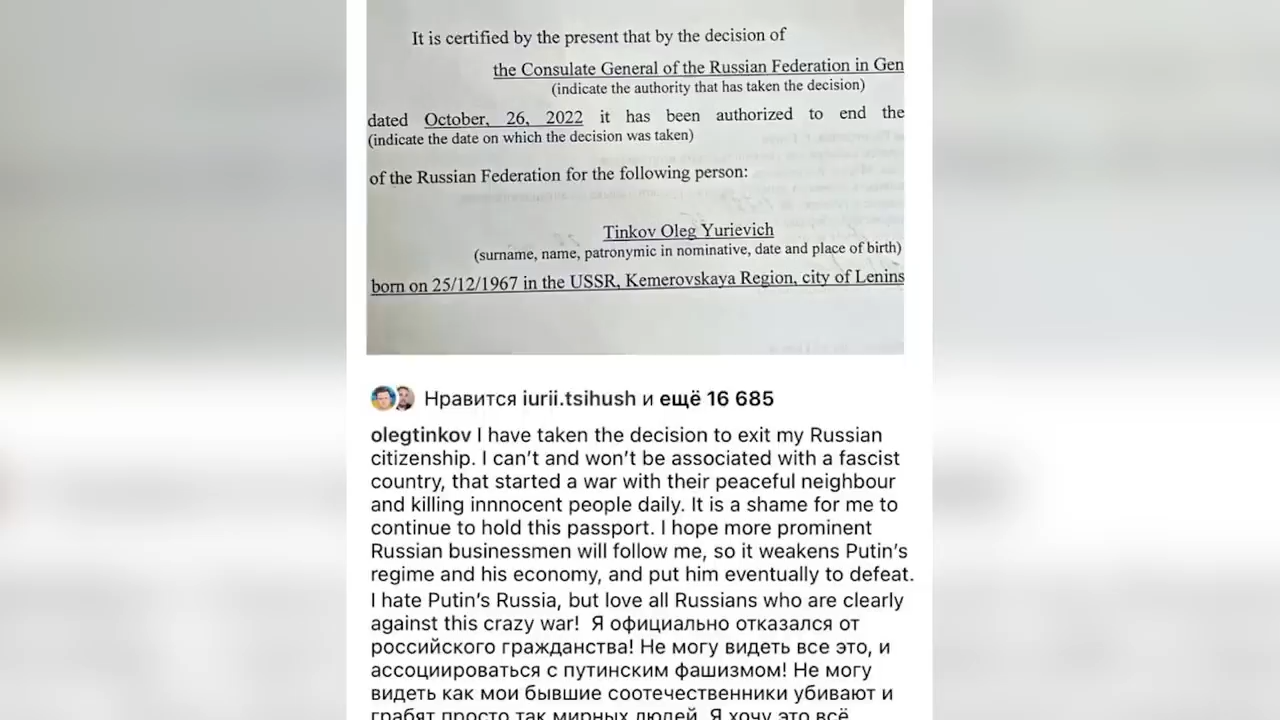 It is certified by the present that by the decision of
the Consulate General of the Russian Federation in Gen
(indicate the authority that has taken the decision)
dated October, 26, 2022 it has been authorized to end the
(indicate the date on which the decision was taken)
of the Russian Federation for the following person:
Tinkov Oleg Yurievich
(surname, name, patronymic in nominative, date and place of birth)
born on 25/12/1967 in the USSR, Kemerovskaya Region, city of Lenins
Нравится iurii.tsihush и ещё 16 685
olegtinkov I have taken the decision to exit my Russian
citizenship. I can’t and won’t be associated with a fascist
country, that started a war with their peaceful neighbour
and killing innnocent people daily. It is a shame for me to
continue to hold this passport. I hope more prominent
Russian businessmen will follow me, so it weakens Putin’s
regime and his economy, and put him eventually to defeat.
I hate Putin’s Russia, but love all Russians who are clearly
against this crazy war! Я официально отказался от
российского гражданства! Не могу видеть все это, и
ассоциироваться с путинским фашизмом! Не могу
видеть как мои бывшие соотечественники убивают и
грабят просто так мирных людей. Я хочу это всё